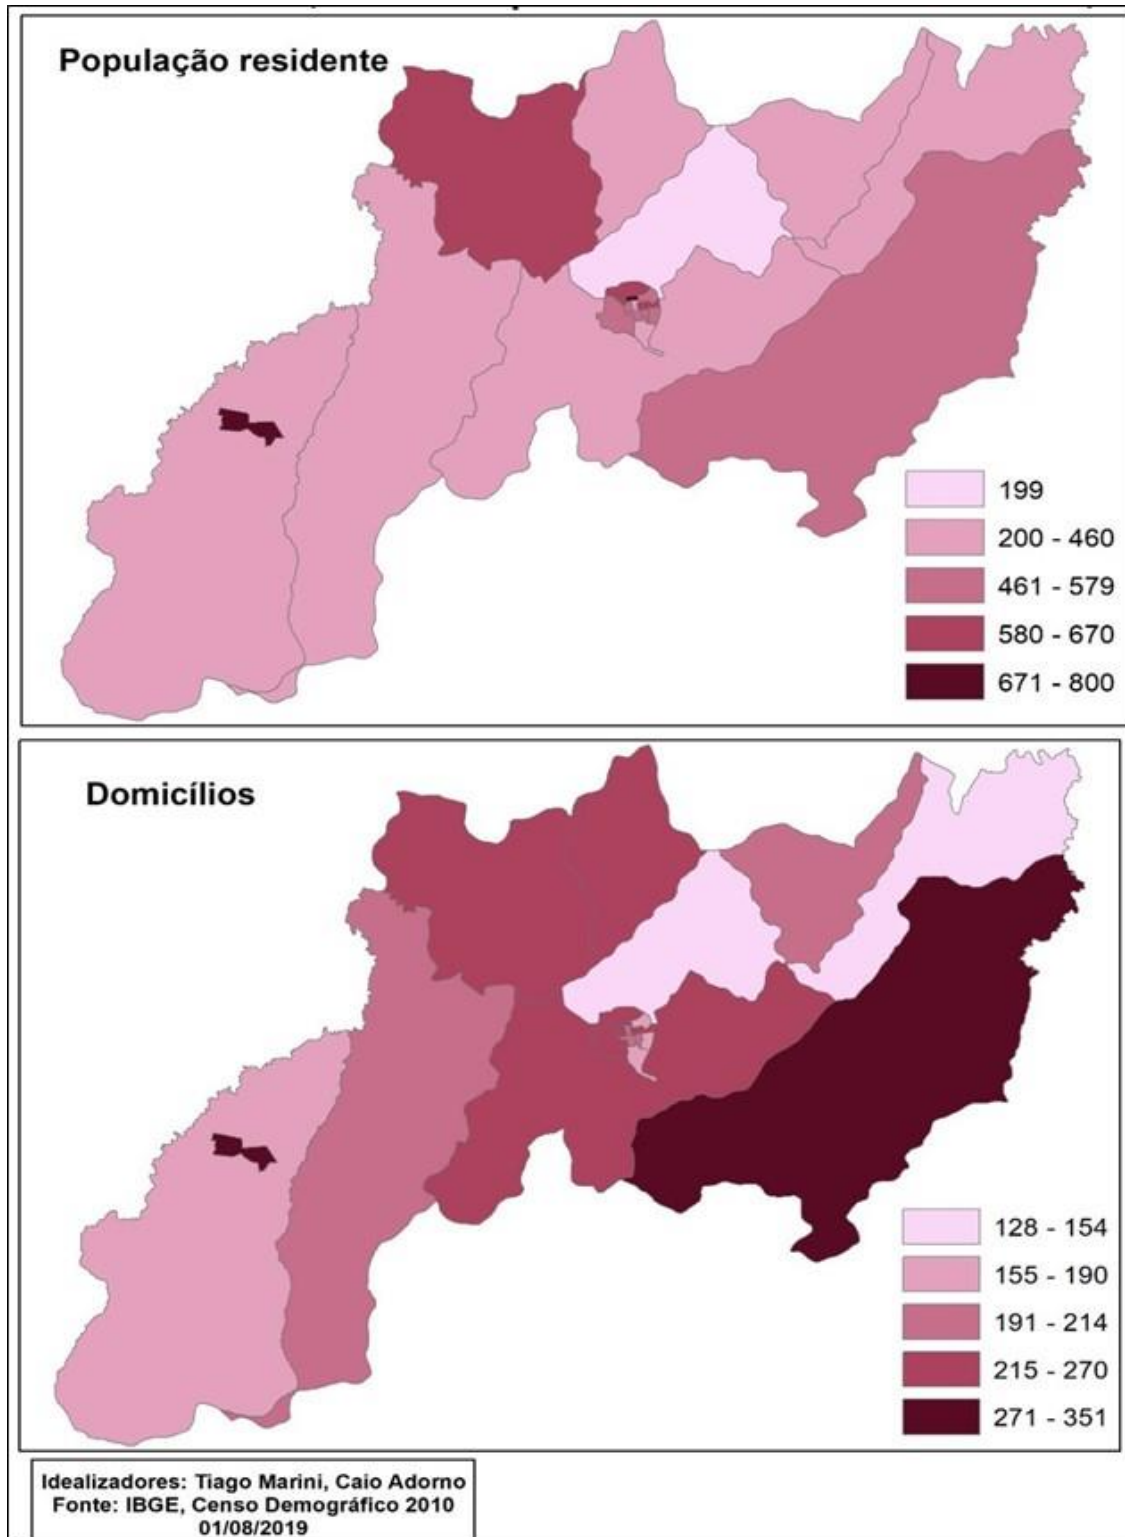 População residente
199
200 - 460
461 - 579
580 - 670
671 - 800
Domicílios
128 - 154
155 - 190
191 - 214
215 - 270
271 - 351
Idealizadores: Tiago Marini, Caio Adorno
Fonte: IBGE, Censo Demográfico 2010
01/08/2019